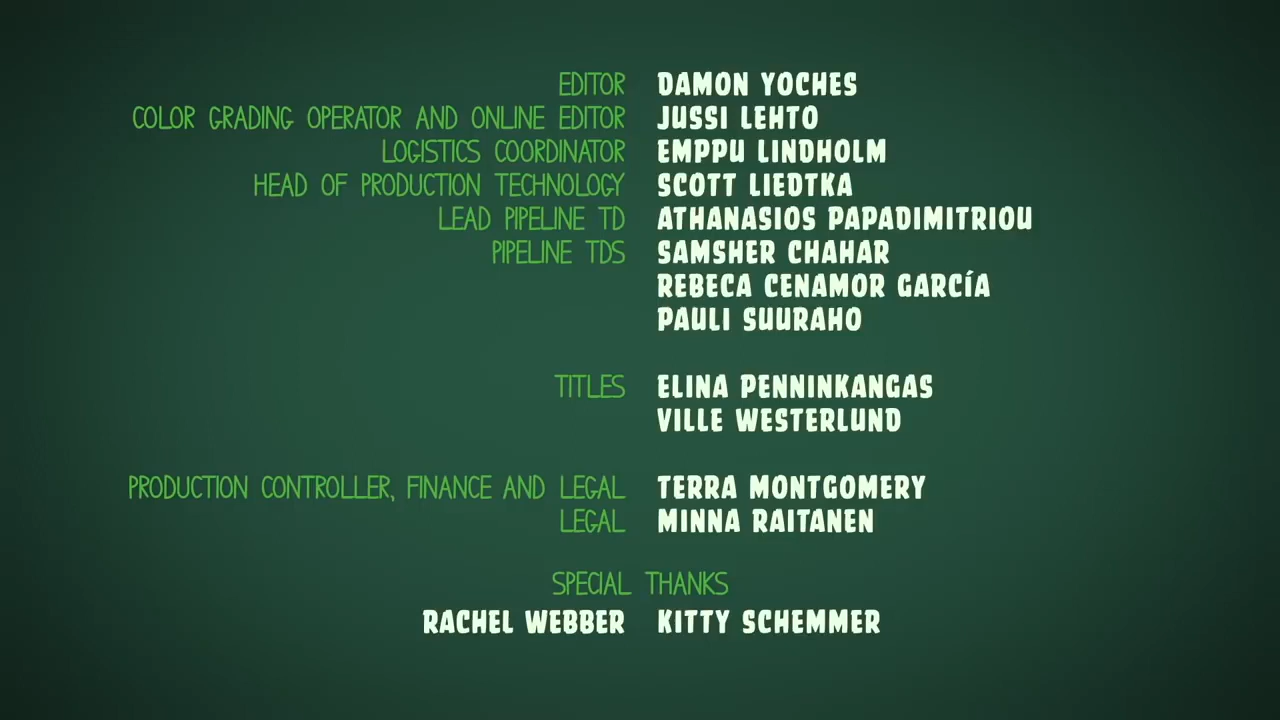 EDITOR DAMON YOCHES
COLOR GRADING OPERATOR AND ONLINE EDITOR JUSSI LEHTO
LOGISTICS COORDINATOR EMPPU LINDHOLM
HEAD OF PRODUCTION TECHNOLOGY SCOTT LIEDTKA
LEAD PIPELINE TD ATHANASIOS PAPADIMITRIOU
PIPELINE TDS SAMSHER CHAHAR
REBECA CENAMOR GARCÍA
PAULI SUURAHO
TITLES ELINA PENNINKANGAS
VILLE WESTERLUND
PRODUCTION CONTROLLER, FINANCE AND LEGAL TERRA MONTGOMERY
LEGAL MINNA RAITANEN
SPECIAL THANKS
RACHEL WEBBER KITTY SCHEMMER